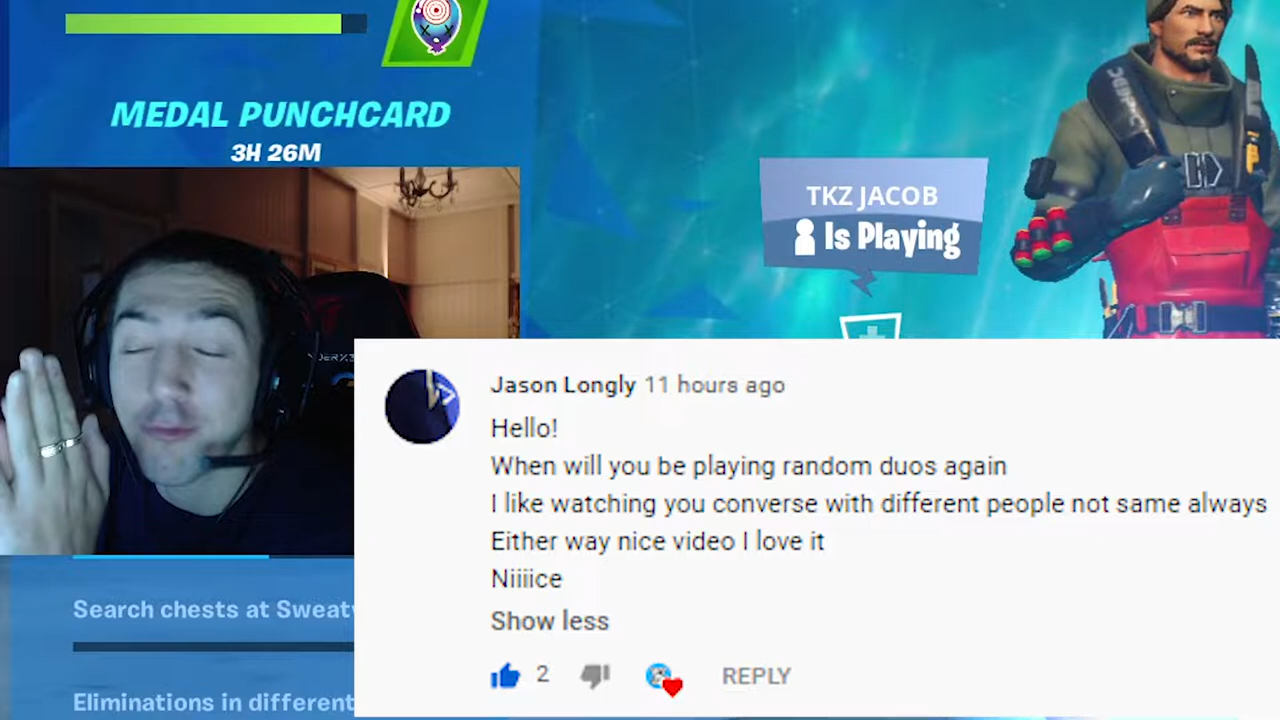 MEDAL PUNCHCARD
3H 26M
TKZ JACOB
Is Playing
Jason Longly 11 hours ago
Hello!
When will you be playing random duos again
I like watching you converse with different people not same always
Either way nice video I love it
Niiiice
Show less
2
REPLY
Search chests at
Eliminations in different